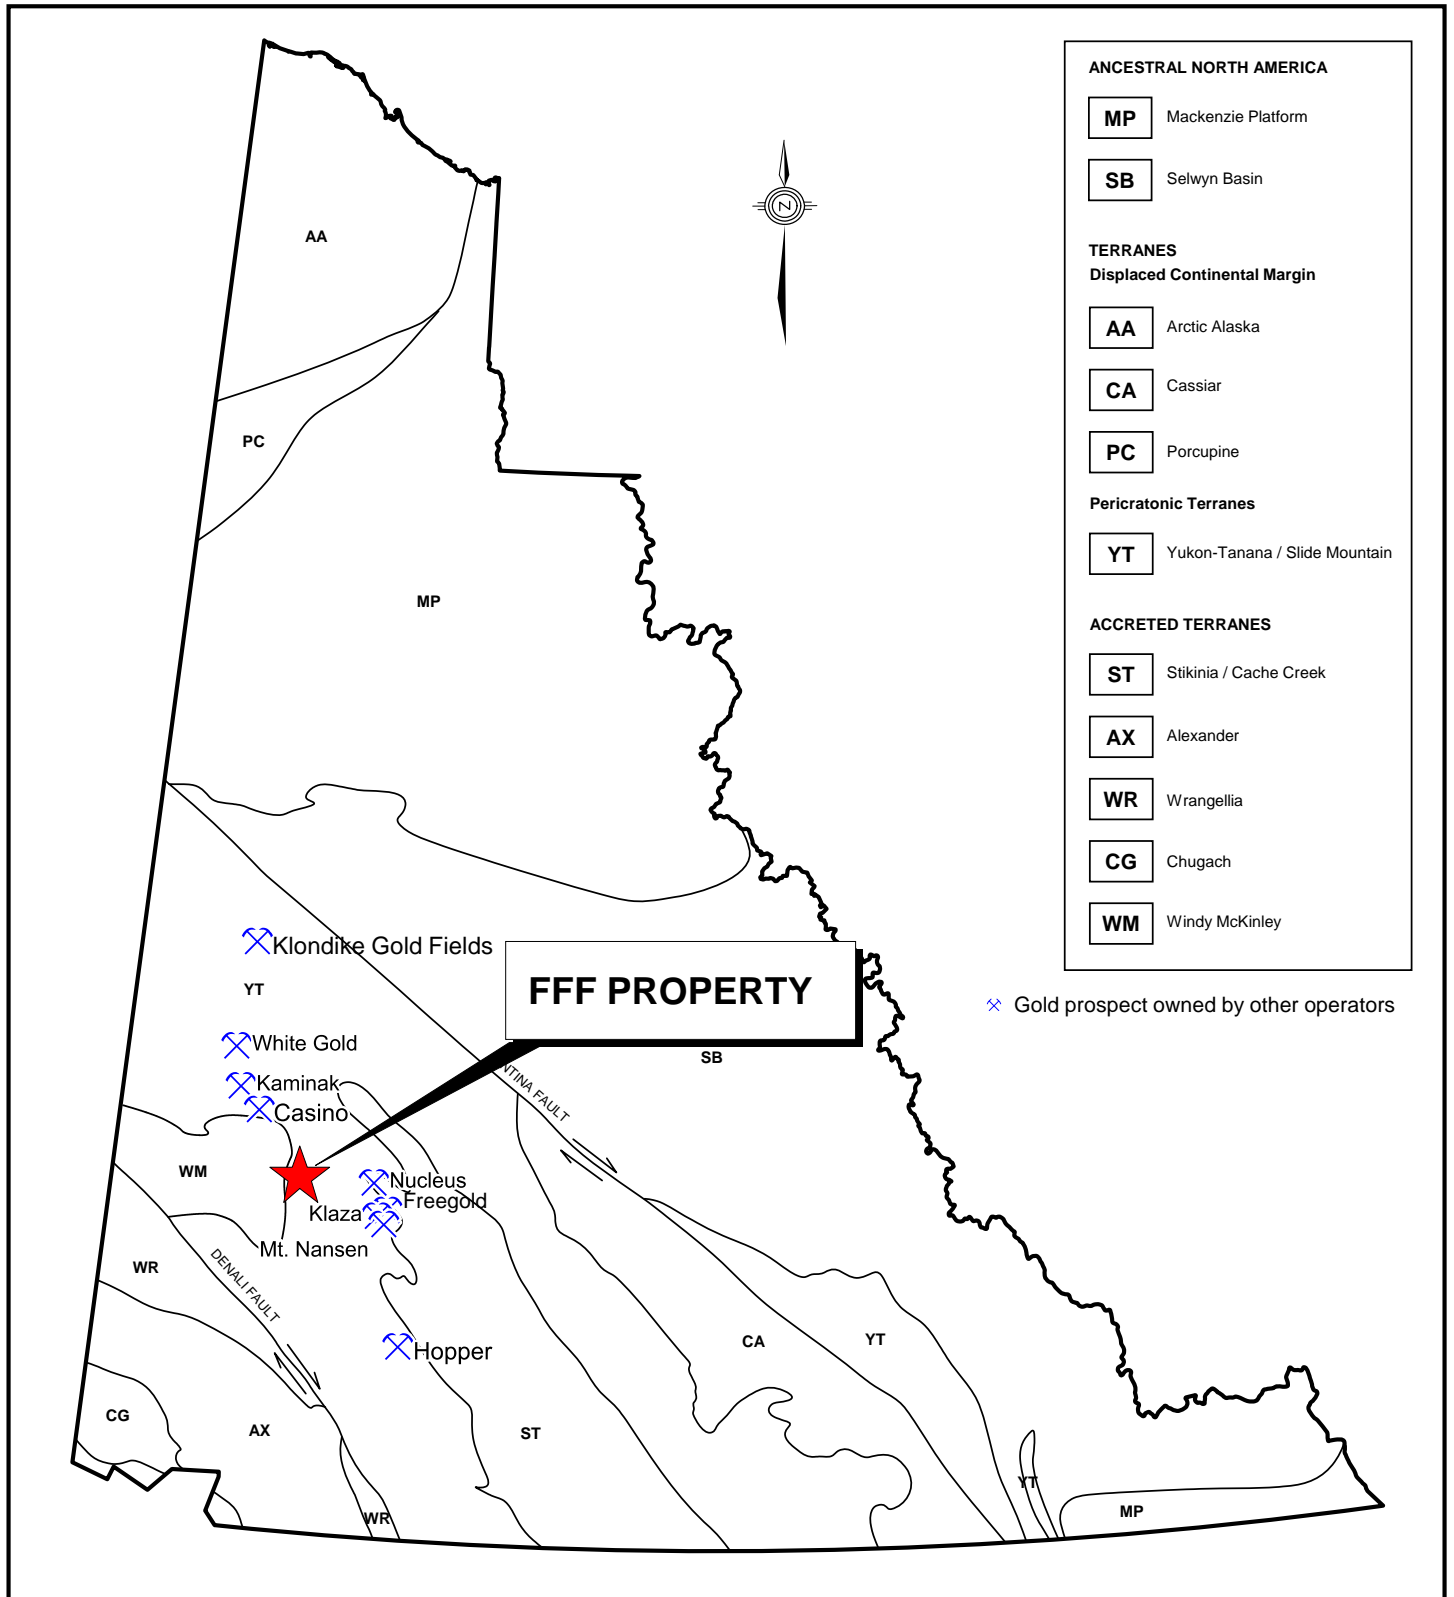 ANCESTRAL NORTH AMERICA
MP Mackenzie Platform
SB Selwyn Basin
TERRANES
Displaced Continental Margin
AA Arctic Alaska
CA Cassiar
PC Porcupine
Pericratonic Terranes
YT Yukon-Tanana / Slide Mountain
ACCRETED TERRANES
ST Stikinia / Cache Creek
AX Alexander
WR Wrangellia
CG Chugach
WM Windy McKinley
Gold prospect owned by other operators
N
AA
PC
MP
Klondike Gold Fields
YT
FFF PROPERTY
White Gold
SB
Kaminak
NTINA FAULT
Casino
WM
Nucleus
Freegold
Klaza
Mt. Nansen
WR
DENALI FAULT
Hopper
CA
YT
CG
AX
ST
YT
WR
MP